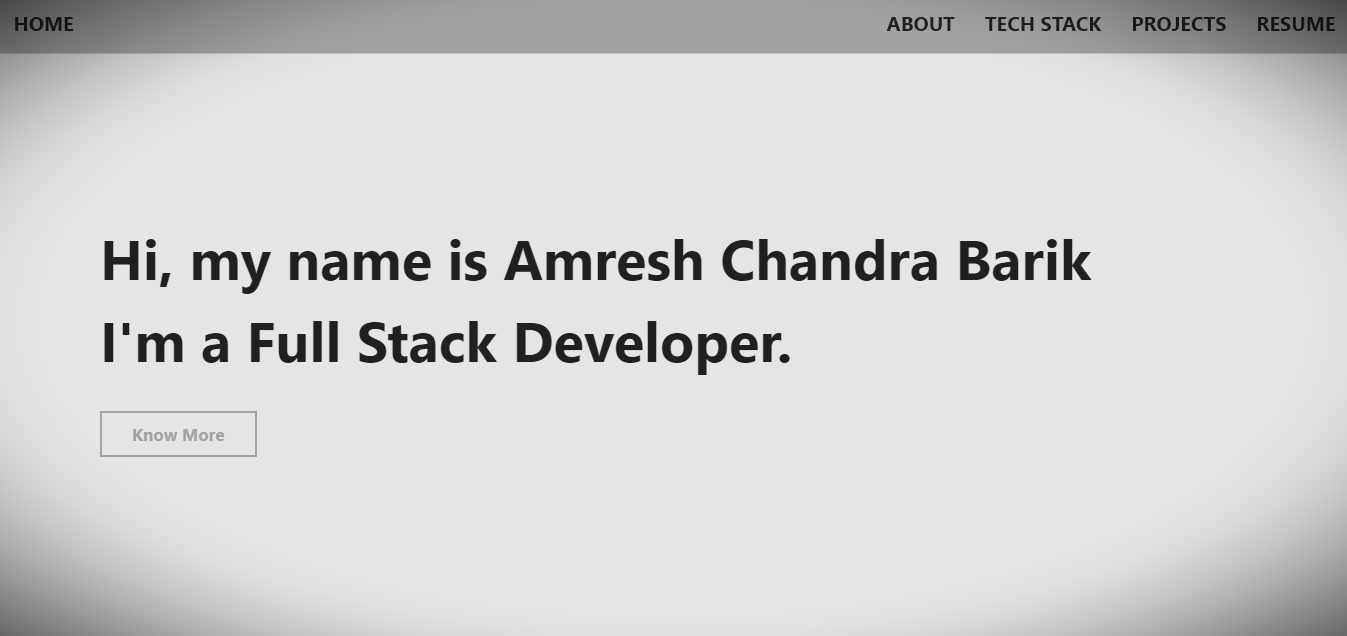 HOME ABOUT TECH STACK PROJECTS RESUME
Hi, my name is Amresh Chandra Barik
I'm a Full Stack Developer.
Know More